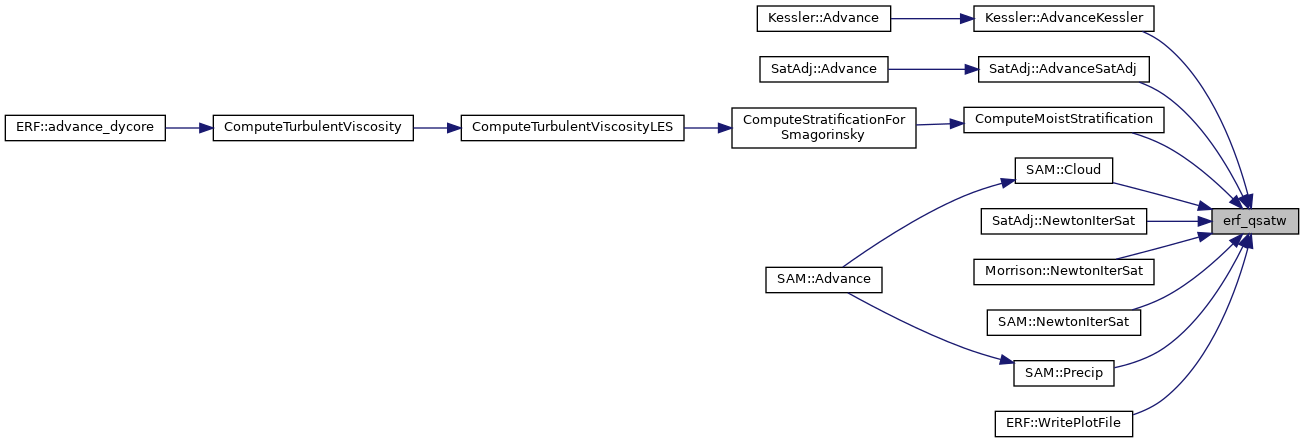 Kessler::Advance
Kessler::AdvanceKessler
SatAdj::Advance
SatAdj::AdvanceSatAdj
ERF::advance_dycore
ComputeTurbulentViscosity
ComputeTurbulentViscosityLES
ComputeStratificationFor
Smagorinsky
ComputeMoistStratification
SAM::Cloud
SatAdj::NewtonIterSat
erf_qsatw
Morrison::NewtonIterSat
SAM::Advance
SAM::NewtonIterSat
SAM::Precip
ERF::WritePlotFile